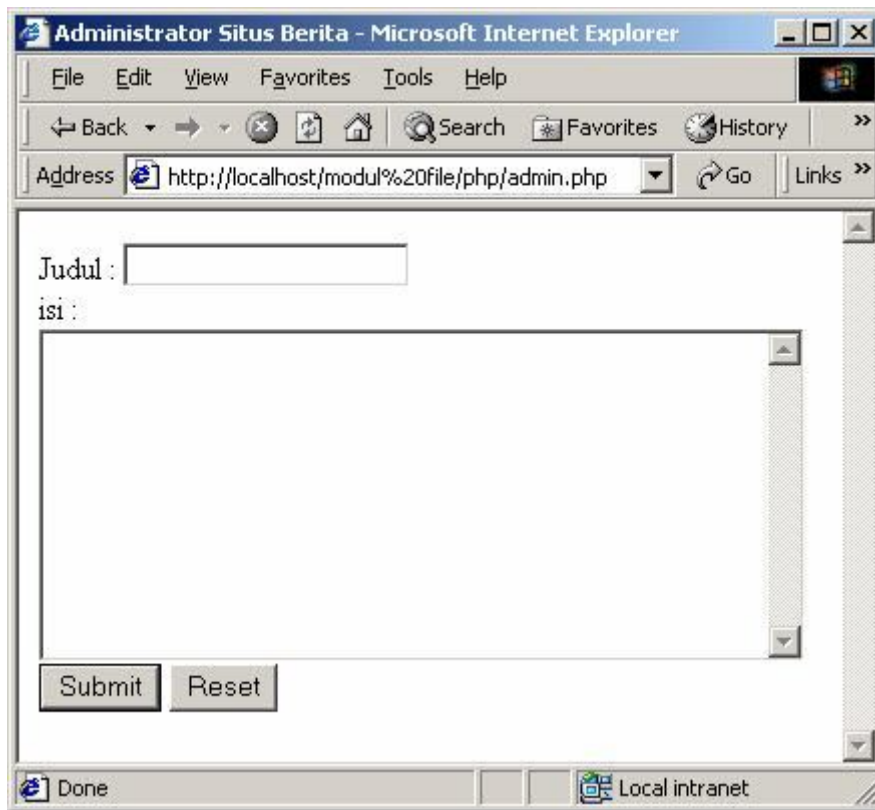 Administrator Situs Berita - Microsoft Internet Explorer
File Edit View Favorites Tools Help
Back Search Favorites History »
Address http://localhost/modul%20file/php/admin.php Go Links »
Judul :
isi :
Submit Reset
Done Local intranet